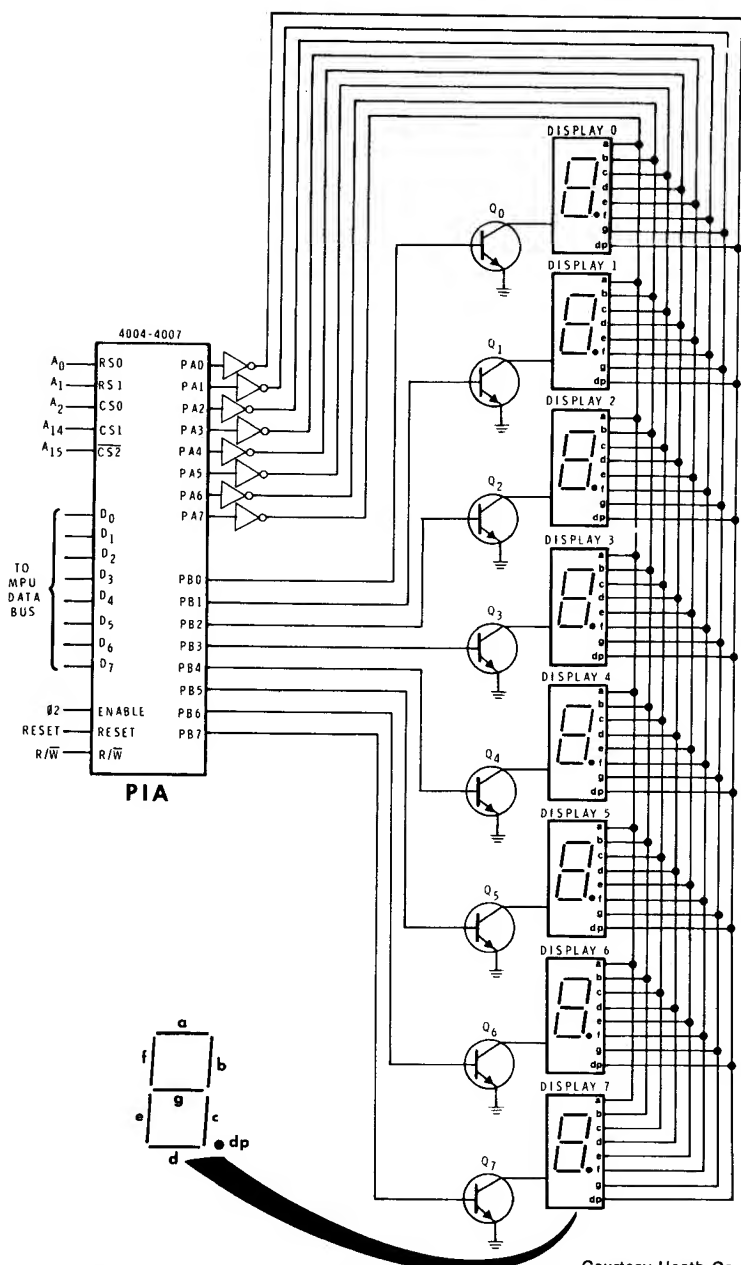 DISPLAY 0
a
b
c
d
e
f
g
dp
Q0
DISPLAY 1
a
b
c
d
e
f
g
dp
Q1
4004-4007
A0 RS0 PA0
A1 RS1 PA1
A2 CS0 PA2
A14 CS1 PA3
A15 CS2 PA4
PA5
PA6
PA7
DISPLAY 2
a
b
c
d
e
f
g
dp
Q2
TO
MPU
DATA
BUS
D0
D1
D2
D3
D4
D5
D6
D7
PB0
PB1
PB2
PB3
PB4
PB5
PB6
PB7
Ø2 ENABLE
RESET RESET
R/W R/W
PIA
DISPLAY 3
a
b
c
d
e
f
g
dp
Q3
DISPLAY 4
a
b
c
d
e
f
g
dp
Q4
DISPLAY 5
a
b
c
d
e
f
g
dp
Q5
DISPLAY 6
a
b
c
d
e
f
g
dp
Q6
DISPLAY 7
a
b
c
d
e
f
g
dp
Q7
a
f
b
g
e
c
dp
d
Courtesy Heath Co